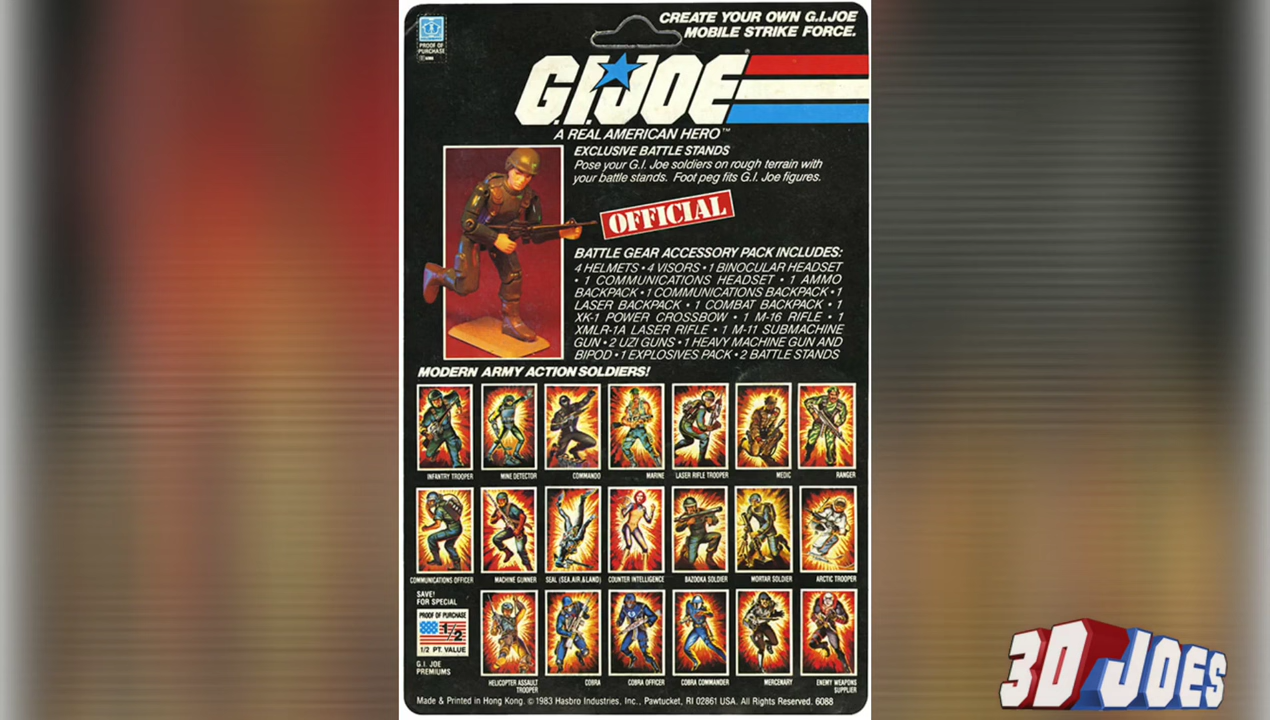 CREATE YOUR OWN G.I.JOE
MOBILE STRIKE FORCE.
PROOF OF
PURCHASE
G.I.JOE
A REAL AMERICAN HERO™
EXCLUSIVE BATTLE STANDS
Pose your G.I. Joe soldiers on rough terrain with
your battle stands. Foot peg fits G.I. Joe figures.
OFFICIAL
BATTLE GEAR ACCESSORY PACK INCLUDES:
4 HELMETS • 4 VISORS • 1 BINOCULAR HEADSET
• 1 COMMUNICATIONS HEADSET • 1 AMMO
BACKPACK • 1 COMMUNICATIONS BACKPACK • 1
LASER BACKPACK • 1 COMBAT BACKPACK • 1
XK-1 POWER CROSSBOW • 1 M-16 RIFLE • 1
XMLR-1A LASER RIFLE • 1 M-11 SUBMACHINE
GUN • 2 UZI GUNS • 1 HEAVY MACHINE GUN AND
BIPOD • 1 EXPLOSIVES PACK • 2 BATTLE STANDS
MODERN ARMY ACTION SOLDIERS!
INFANTRY TROOPER MINE DETECTOR COMMANDO MARINE LASER RIFLE TROOPER MEDIC RANGER
COMMUNICATIONS OFFICER MACHINE GUNNER SEAL (SEA,AIR,&LAND) COUNTER INTELLIGENCE BAZOOKA SOLDIER MORTAR SOLDIER ARCTIC TROOPER
SAVE!
FOR SPECIAL
PROOF OF PURCHASE
1/2
1/2 PT. VALUE
G.I. JOE
PREMIUMS
HELICOPTER ASSAULT
TROOPER
COBRA COBRA OFFICER COBRA COMMANDER MERCENARY
ENEMY WEAPONS
SUPPLIER
Made & Printed in Hong Kong. © 1983 Hasbro Industries, Inc., Pawtucket, RI 02861 USA. All Rights Reserved. 6088
3D JOES